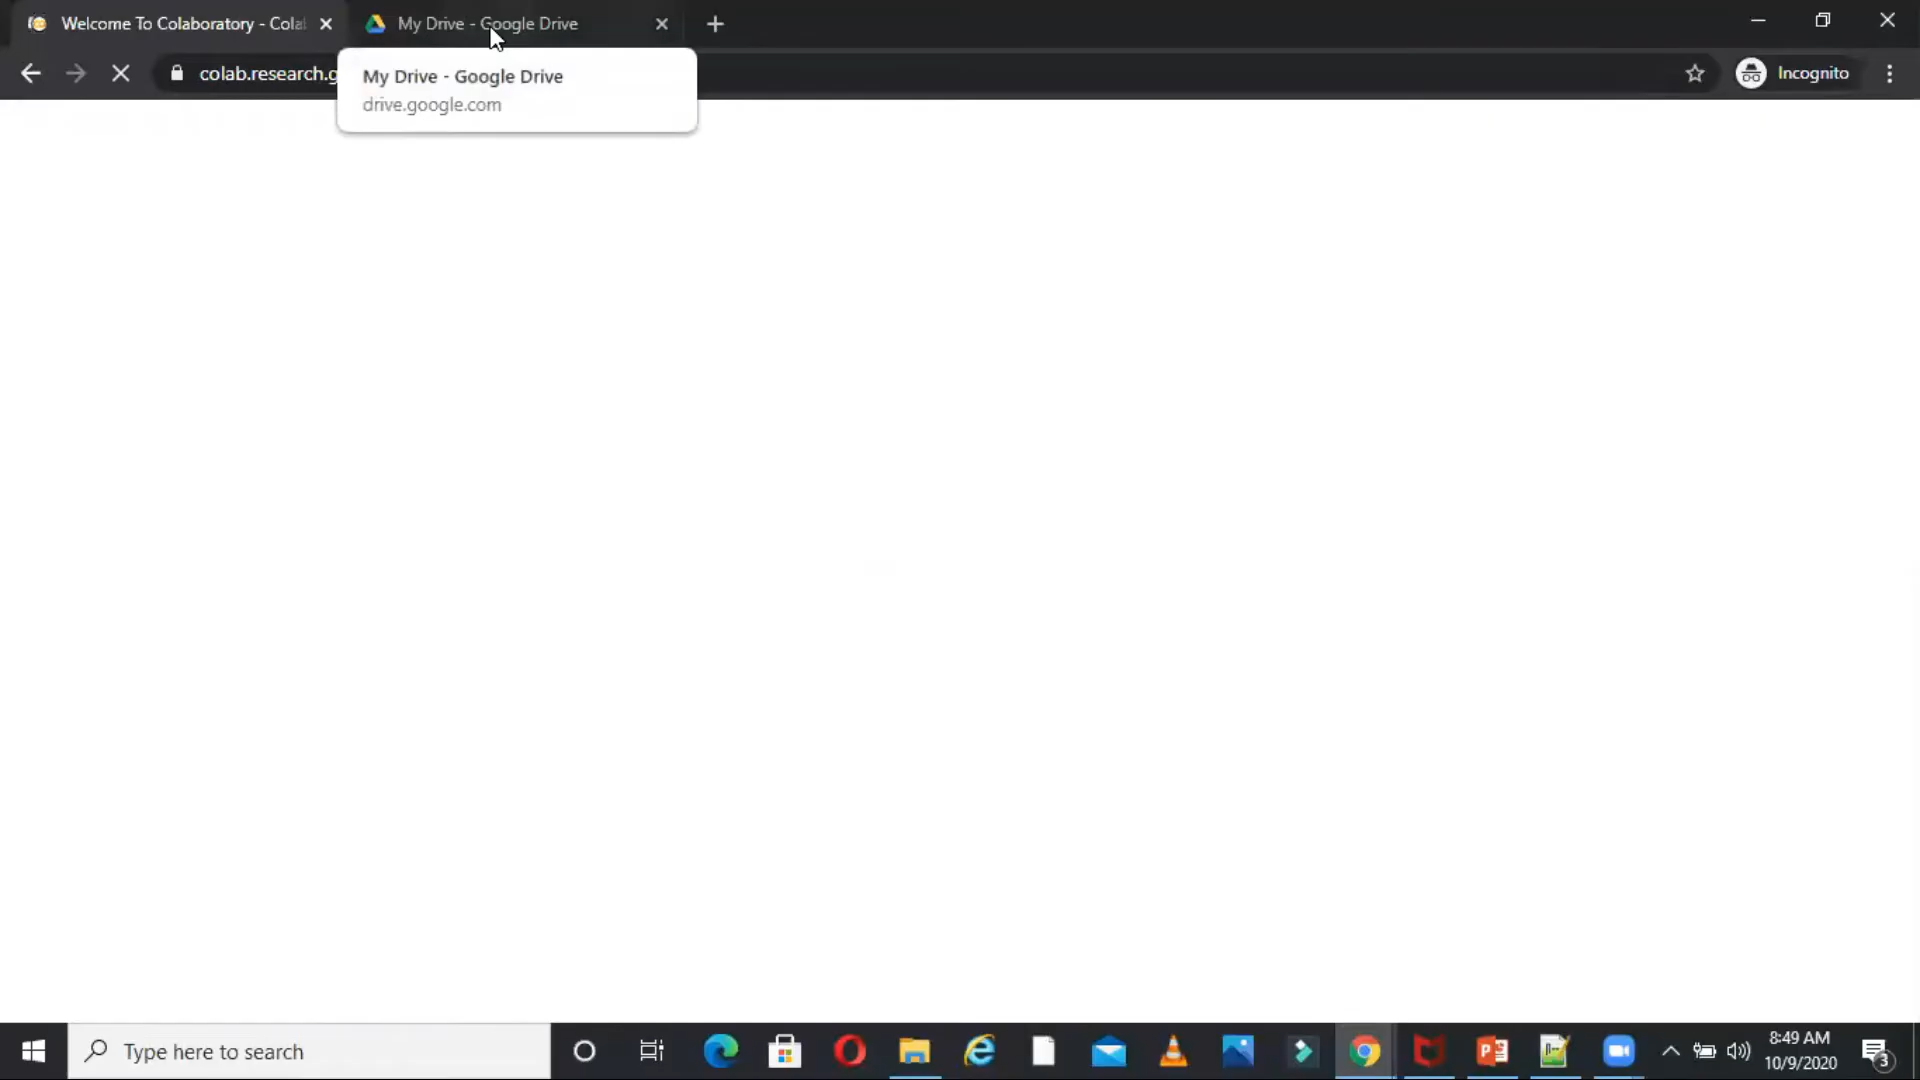 Welcome To Colaboratory - Cola
My Drive - Google Drive
colab.research.g
Incognito
My Drive - Google Drive
drive.google.com
Type here to search
8:49 AM
10/9/2020
3